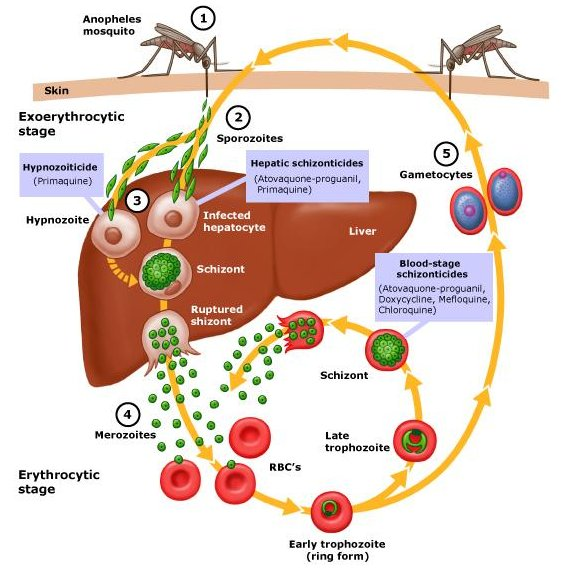 Anopheles
mosquito
1
Skin
Exoerythrocytic
stage
2
Sporozoites
Hypnozoiticide
(Primaquine)
Hepatic schizonticides
(Atovaquone-proguanil,
Primaquine)
3
Hypnozoite
Infected
hepatocyte
Liver
Schizont
Ruptured
shizont
5
Gametocytes
Blood-stage
schizonticides
(Atovaquone-proguanil,
Doxycycline, Mefloquine,
Chloroquine)
Schizont
4
Merozoites
Late
trophozoite
RBC's
Erythrocytic
stage
Early trophozoite
(ring form)